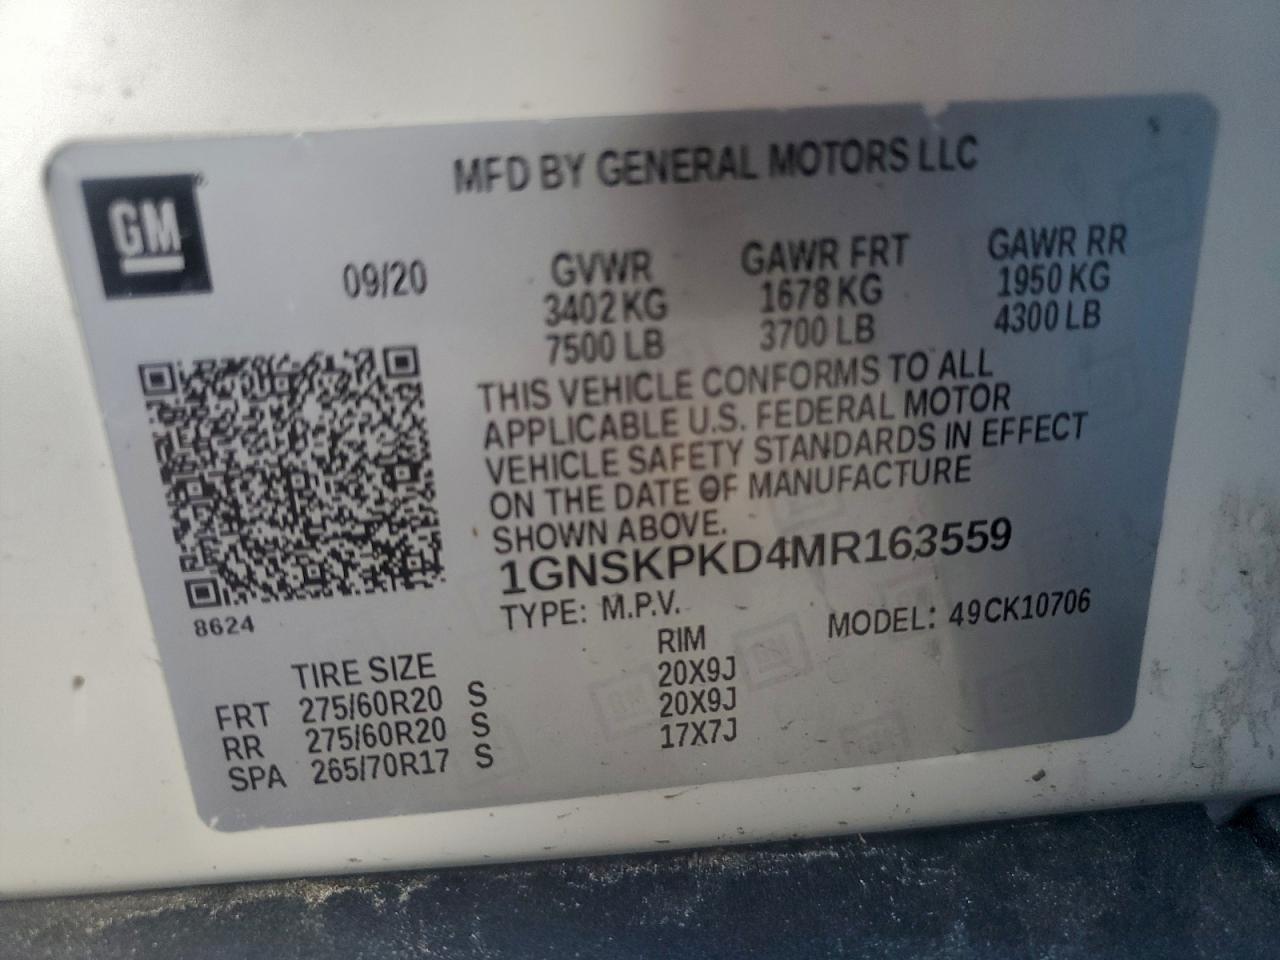 MFD BY GENERAL MOTORS LLC
GM
09/20
GVWR GAWR FRT GAWR RR
3402 KG 1678 KG 1950 KG
7500 LB 3700 LB 4300 LB
THIS VEHICLE CONFORMS TO ALL
APPLICABLE U.S. FEDERAL MOTOR
VEHICLE SAFETY STANDARDS IN EFFECT
ON THE DATE OF MANUFACTURE
SHOWN ABOVE.
1GNSKPKD4MR163559
TYPE: M.P.V. MODEL: 49CK10706
8624
TIRE SIZE RIM
FRT 275/60R20 S 20X9J
RR 275/60R20 S 20X9J
SPA 265/70R17 S 17X7J